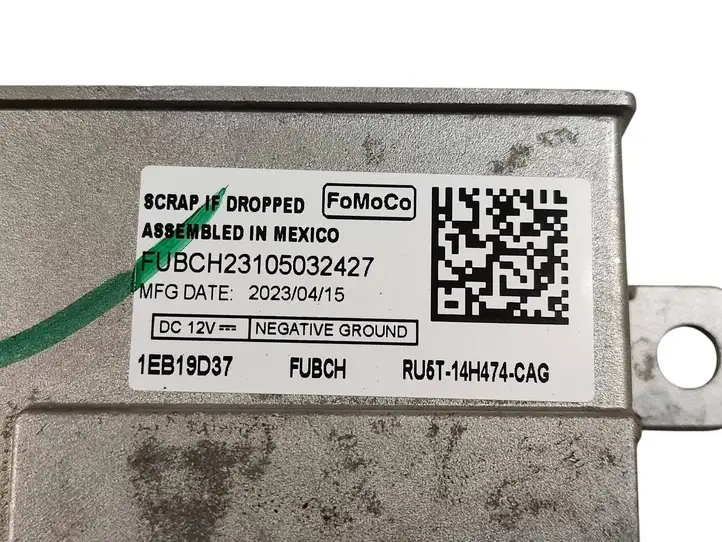 SCRAP IF DROPPED FoMoCo
ASSEMBLED IN MEXICO
FUBCH23105032427
MFG DATE: 2023/04/15
DC 12V⎓ NEGATIVE GROUND
1EB19D37 FUBCH RU5T-14H474-CAG